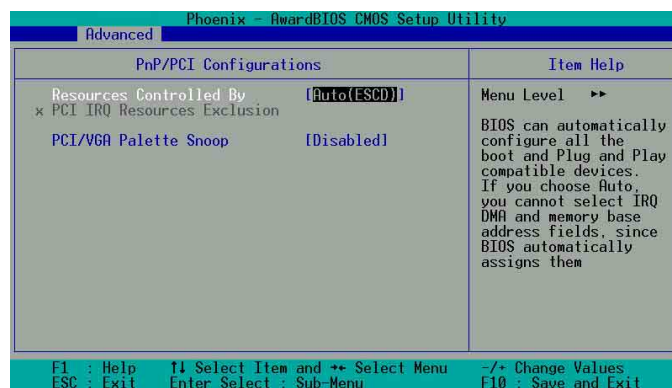 Phoenix - AwardBIOS CMOS Setup Utility
Advanced
PnP/PCI Configurations
Item Help
Resources Controlled By [Auto(ESCD)]
x PCI IRQ Resources Exclusion
PCI/VGA Palette Snoop [Disabled]
Menu Level ▸▸
BIOS can automatically
configure all the
boot and Plug and Play
compatible devices.
If you choose Auto,
you cannot select IRQ
DMA and memory base
address fields, since
BIOS automatically
assigns them
F1 : Help ↑↓ Select Item and →← Select Menu -/+ Change Values
ESC : Exit Enter Select : Sub-Menu F10 : Save and Exit